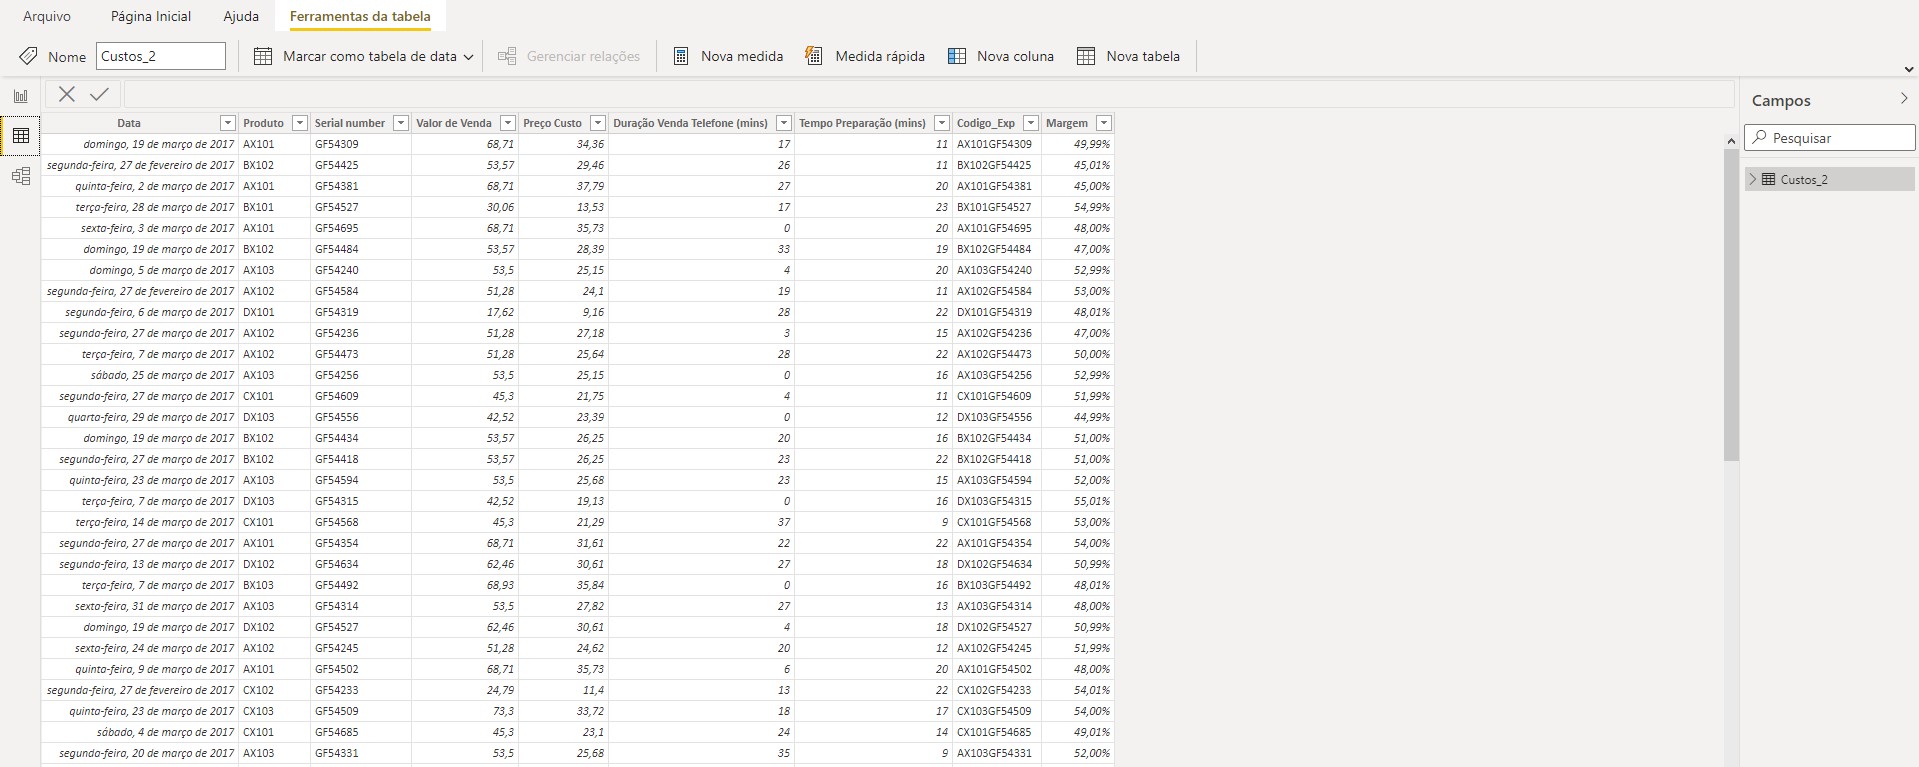 Arquivo Página Inicial Ajuda Ferramentas da tabela
Nome Custos_2 Marcar como tabela de data Gerenciar relações Nova medida Medida rápida Nova coluna Nova tabela
Campos
Pesquisar
Custos_2
Data Produto Serial number Valor de Venda Preço Custo Duração Venda Telefone (mins) Tempo Preparação (mins) Codigo_Exp Margem
domingo, 19 de março de 2017 AX101 GF54309 68,71 34,36 17 11 AX101GF54309 49,99%
segunda-feira, 27 de fevereiro de 2017 BX102 GF54425 53,57 29,46 26 11 BX102GF54425 45,01%
quinta-feira, 2 de março de 2017 AX101 GF54381 68,71 37,79 27 20 AX101GF54381 45,00%
terça-feira, 28 de março de 2017 BX101 GF54527 30,06 13,53 17 23 BX101GF54527 54,99%
sexta-feira, 3 de março de 2017 AX101 GF54695 68,71 35,73 0 20 AX101GF54695 48,00%
domingo, 19 de março de 2017 BX102 GF54484 53,57 28,39 33 19 BX102GF54484 47,00%
domingo, 5 de março de 2017 AX103 GF54240 53,5 25,15 4 20 AX103GF54240 52,99%
segunda-feira, 27 de fevereiro de 2017 AX102 GF54584 51,28 24,1 19 11 AX102GF54584 53,00%
segunda-feira, 6 de março de 2017 DX101 GF54319 17,62 9,16 28 22 DX101GF54319 48,01%
segunda-feira, 27 de março de 2017 AX102 GF54236 51,28 27,18 3 15 AX102GF54236 47,00%
terça-feira, 7 de março de 2017 AX102 GF54473 51,28 25,64 28 22 AX102GF54473 50,00%
sábado, 25 de março de 2017 AX103 GF54256 53,5 25,15 0 16 AX103GF54256 52,99%
segunda-feira, 27 de março de 2017 CX101 GF54609 45,3 21,75 4 11 CX101GF54609 51,99%
quarta-feira, 29 de março de 2017 DX103 GF54556 42,52 23,39 0 12 DX103GF54556 44,99%
domingo, 19 de março de 2017 BX102 GF54434 53,57 26,25 20 16 BX102GF54434 51,00%
segunda-feira, 27 de março de 2017 BX102 GF54418 53,57 26,25 23 22 BX102GF54418 51,00%
quinta-feira, 23 de março de 2017 AX103 GF54594 53,5 25,68 23 15 AX103GF54594 52,00%
terça-feira, 7 de março de 2017 DX103 GF54315 42,52 19,13 0 16 DX103GF54315 55,01%
terça-feira, 14 de março de 2017 CX101 GF54568 45,3 21,29 37 9 CX101GF54568 53,00%
segunda-feira, 27 de março de 2017 AX101 GF54354 68,71 31,61 22 22 AX101GF54354 54,00%
segunda-feira, 13 de março de 2017 DX102 GF54634 62,46 30,61 27 18 DX102GF54634 50,99%
terça-feira, 7 de março de 2017 BX103 GF54492 68,93 35,84 0 16 BX103GF54492 48,01%
sexta-feira, 31 de março de 2017 AX103 GF54314 53,5 27,82 27 13 AX103GF54314 48,00%
domingo, 19 de março de 2017 DX102 GF54527 62,46 30,61 4 18 DX102GF54527 50,99%
sexta-feira, 24 de março de 2017 AX102 GF54245 51,28 24,62 20 12 AX102GF54245 51,99%
quinta-feira, 9 de março de 2017 AX101 GF54502 68,71 35,73 6 20 AX101GF54502 48,00%
segunda-feira, 27 de fevereiro de 2017 CX102 GF54233 24,79 11,4 13 22 CX102GF54233 54,01%
quinta-feira, 23 de março de 2017 CX103 GF54509 73,3 33,72 18 17 CX103GF54509 54,00%
sábado, 4 de março de 2017 CX101 GF54685 45,3 23,1 24 14 CX101GF54685 49,01%
segunda-feira, 20 de março de 2017 AX103 GF54331 53,5 25,68 35 9 AX103GF54331 52,00%